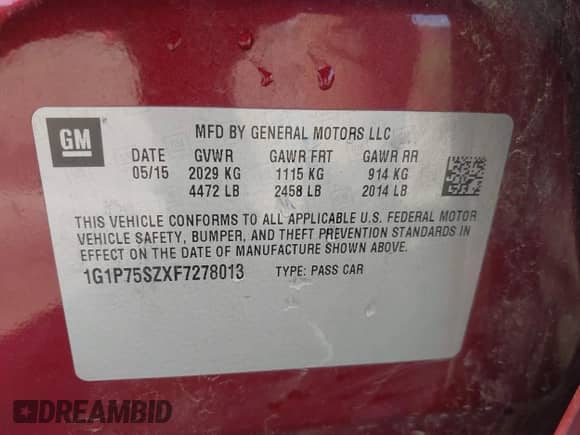 GM
MFD BY GENERAL MOTORS LLC
DATE GVWR GAWR FRT GAWR RR
05/15 2029 KG 1115 KG 914 KG
4472 LB 2458 LB 2014 LB
THIS VEHICLE CONFORMS TO ALL APPLICABLE U.S. FEDERAL MOTOR
VEHICLE SAFETY, BUMPER, AND THEFT PREVENTION STANDARDS IN
EFFECT ON THE DATE OF MANUFACTURE SHOWN ABOVE.
1G1P75SZXF7278013 TYPE: PASS CAR
DREAMBID